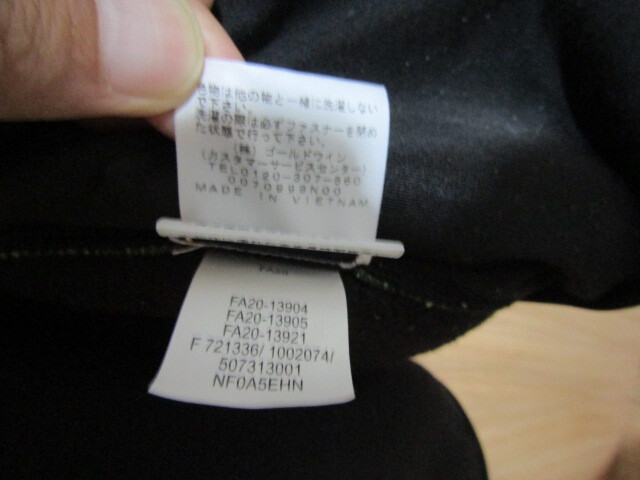 色物は他の物と一緒に洗濯しない
で下さい。
洗濯の際は必ずファスナーを閉め
た状態で行って下さい。
(株)ゴールドウィン
(カスタマーサービスセンター)
TEL0120-307-560
0070999N00
MADE IN VIETNAM
FA20
FA20-13904
FA20-13905
FA20-13921
F 721336/ 1002074/
507313001
NF0A5EHN